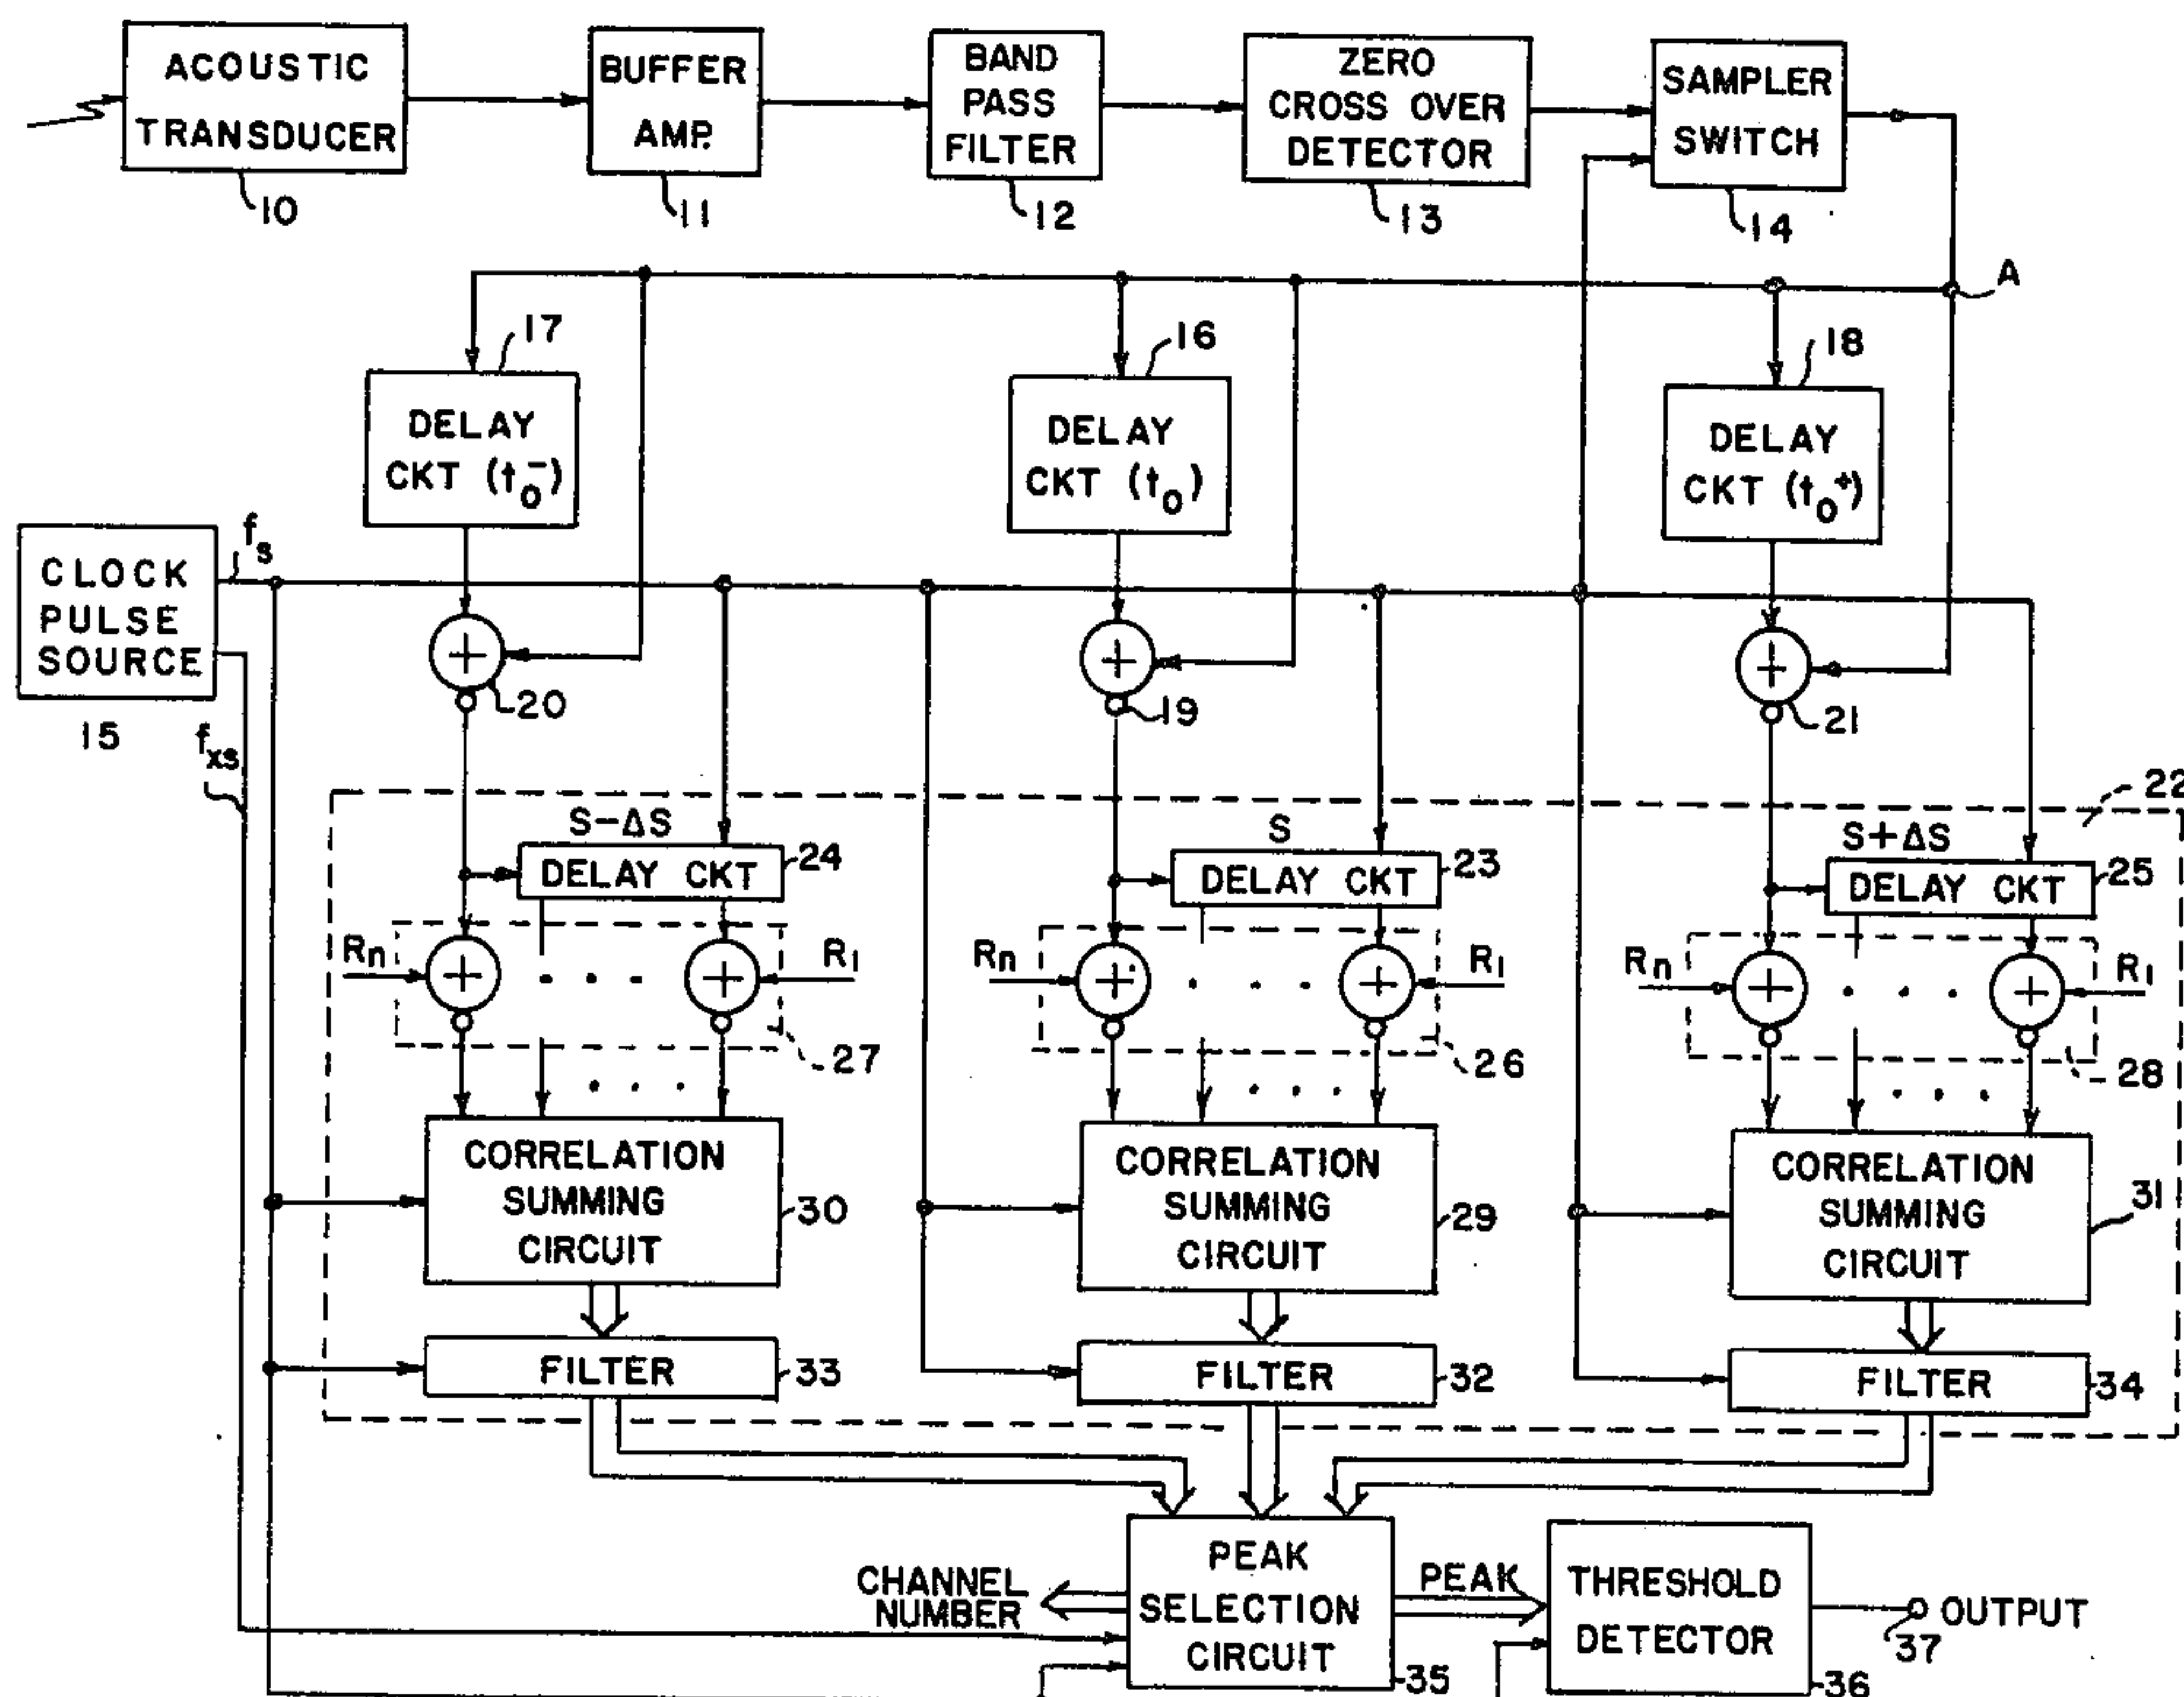 ACOUSTIC
TRANSDUCER
10
BUFFER
AMP.
11
BAND
PASS
FILTER
12
ZERO
CROSS OVER
DETECTOR
13
SAMPLER
SWITCH
14
A
17
DELAY
CKT (t₀⁻)
16
DELAY
CKT (t₀)
18
DELAY
CKT (t₀⁺)
CLOCK
PULSE
SOURCE
15
fs
fxs
20
19
21
22
S-ΔS
DELAY CKT
24
S
DELAY CKT
23
S+ΔS
DELAY CKT
25
Rn
R1
27
Rn
R1
26
Rn
R1
28
CORRELATION
SUMMING
CIRCUIT
30
CORRELATION
SUMMING
CIRCUIT
29
CORRELATION
SUMMING
CIRCUIT
31
FILTER
33
FILTER
32
FILTER
34
CHANNEL
NUMBER
PEAK
SELECTION
CIRCUIT
35
PEAK
THRESHOLD
DETECTOR
36
OUTPUT
37